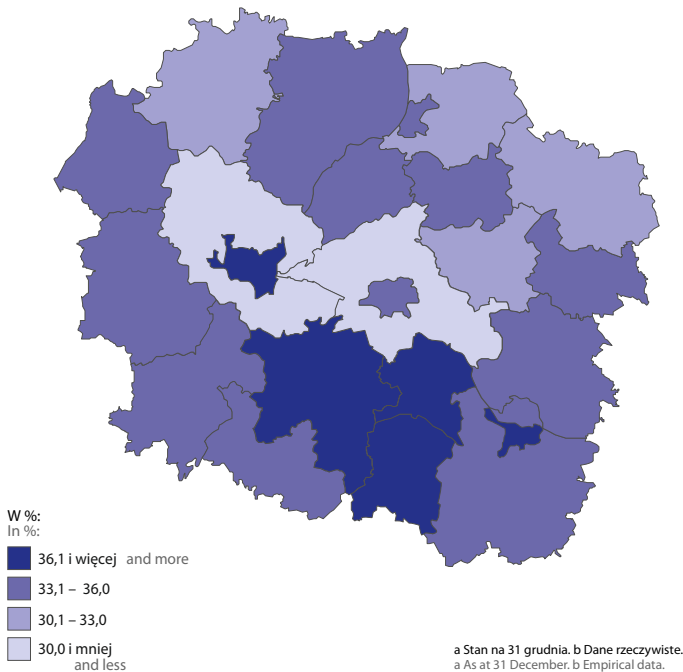 W %:
In %:
36,1 i więcej and more
33,1 – 36,0
30,1 – 33,0
30,0 i mniej
and less
a Stan na 31 grudnia. b Dane rzeczywiste.
a As at 31 December. b Empirical data.